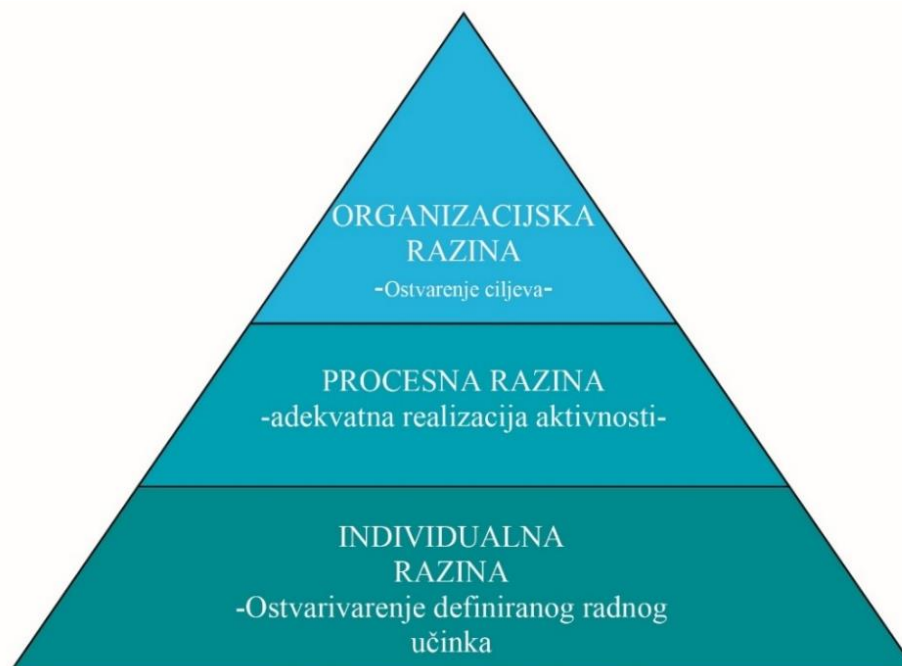 ORGANIZACIJSKA
RAZINA
-Ostvarenje ciljeva-
PROCESNA RAZINA
-adekvatna realizacija aktivnosti-
INDIVIDUALNA
RAZINA
-Ostvarivarenje definiranog radnog
učinka